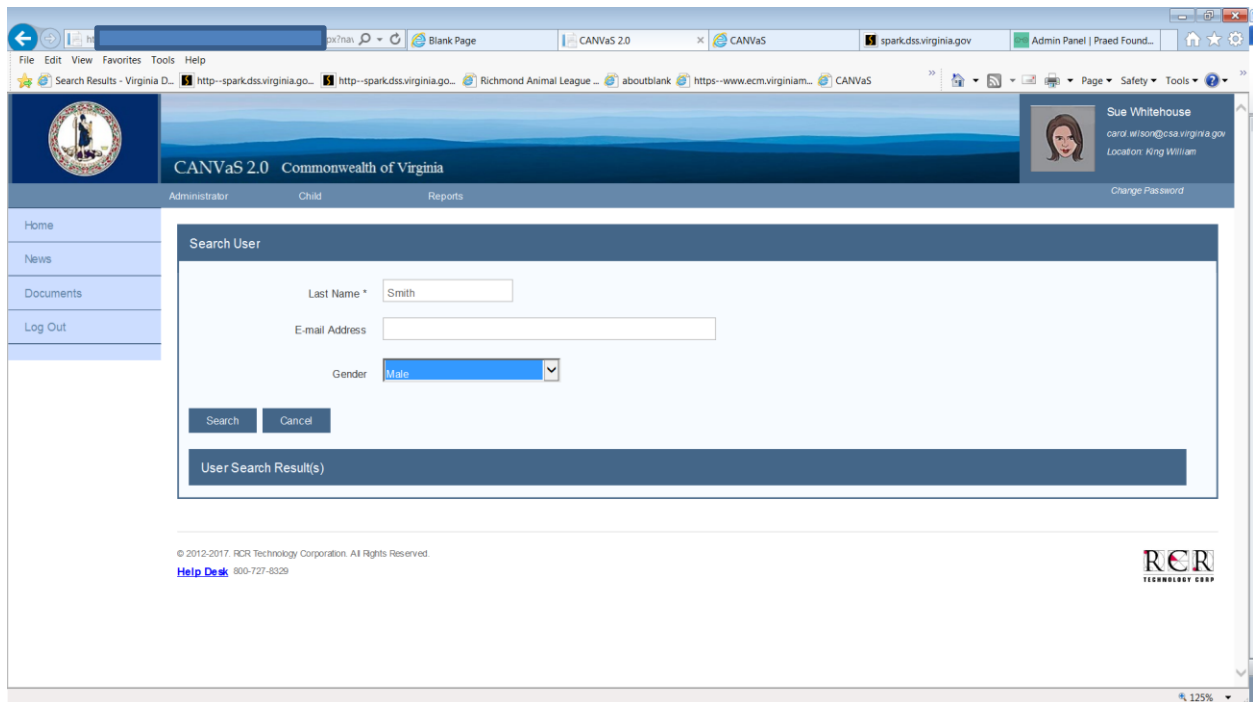 px?nav
Blank Page
CANVaS 2.0
CANVaS
spark.dss.virginia.gov
Admin Panel | Praed Found...
File Edit View Favorites Tools Help
Search Results - Virginia D... http--spark.dss.virginia.go... http--spark.dss.virginia.go... Richmond Animal League ... aboutblank https--www.ecm.virginiam... CANVaS » Page Safety Tools »
Sue Whitehouse
carol.wilson@csa.virginia.gov
Location: King William
CANVaS 2.0 Commonwealth of Virginia
Administrator Child Reports Change Password
Home
News
Documents
Log Out
Search User
Last Name * Smith
E-mail Address
Gender Male
Search Cancel
User Search Result(s)
© 2012-2017. RCR Technology Corporation. All Rights Reserved.
Help Desk 800-727-8329
RCR
TECHNOLOGY CORP
125%